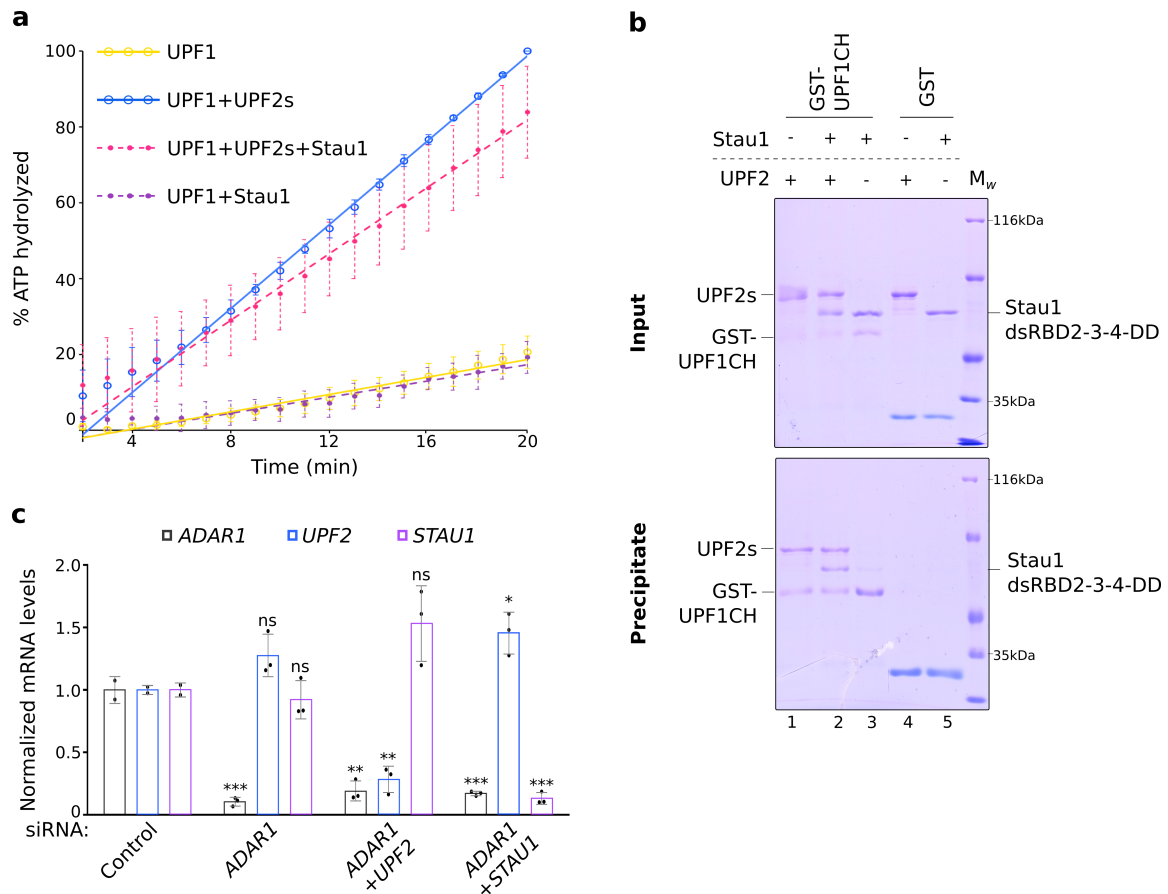 a
100
80
60
40
20
0
% ATP hydrolyzed
4
8
12
16
20
Time (min)
UPF1
UPF1+UPF2s
UPF1+UPF2s+Stau1
UPF1+Stau1
b
GST-
UPF1CH
GST
Stau1 - + + - +
UPF2 + + - + - Mw
Input
UPF2s
GST-
UPF1CH
116kDa
Stau1
dsRBD2-3-4-DD
35kDa
Precipitate
UPF2s
GST-
UPF1CH
116kDa
Stau1
dsRBD2-3-4-DD
35kDa
1 2 3 4 5
c
ADAR1 UPF2 STAU1
Normalized mRNA levels
2.0
1.5
1.0
0.5
0
*** ns ns
** ** ns
*** * ***
siRNA:
Control
ADAR1
ADAR1
+UPF2
ADAR1
+STAU1